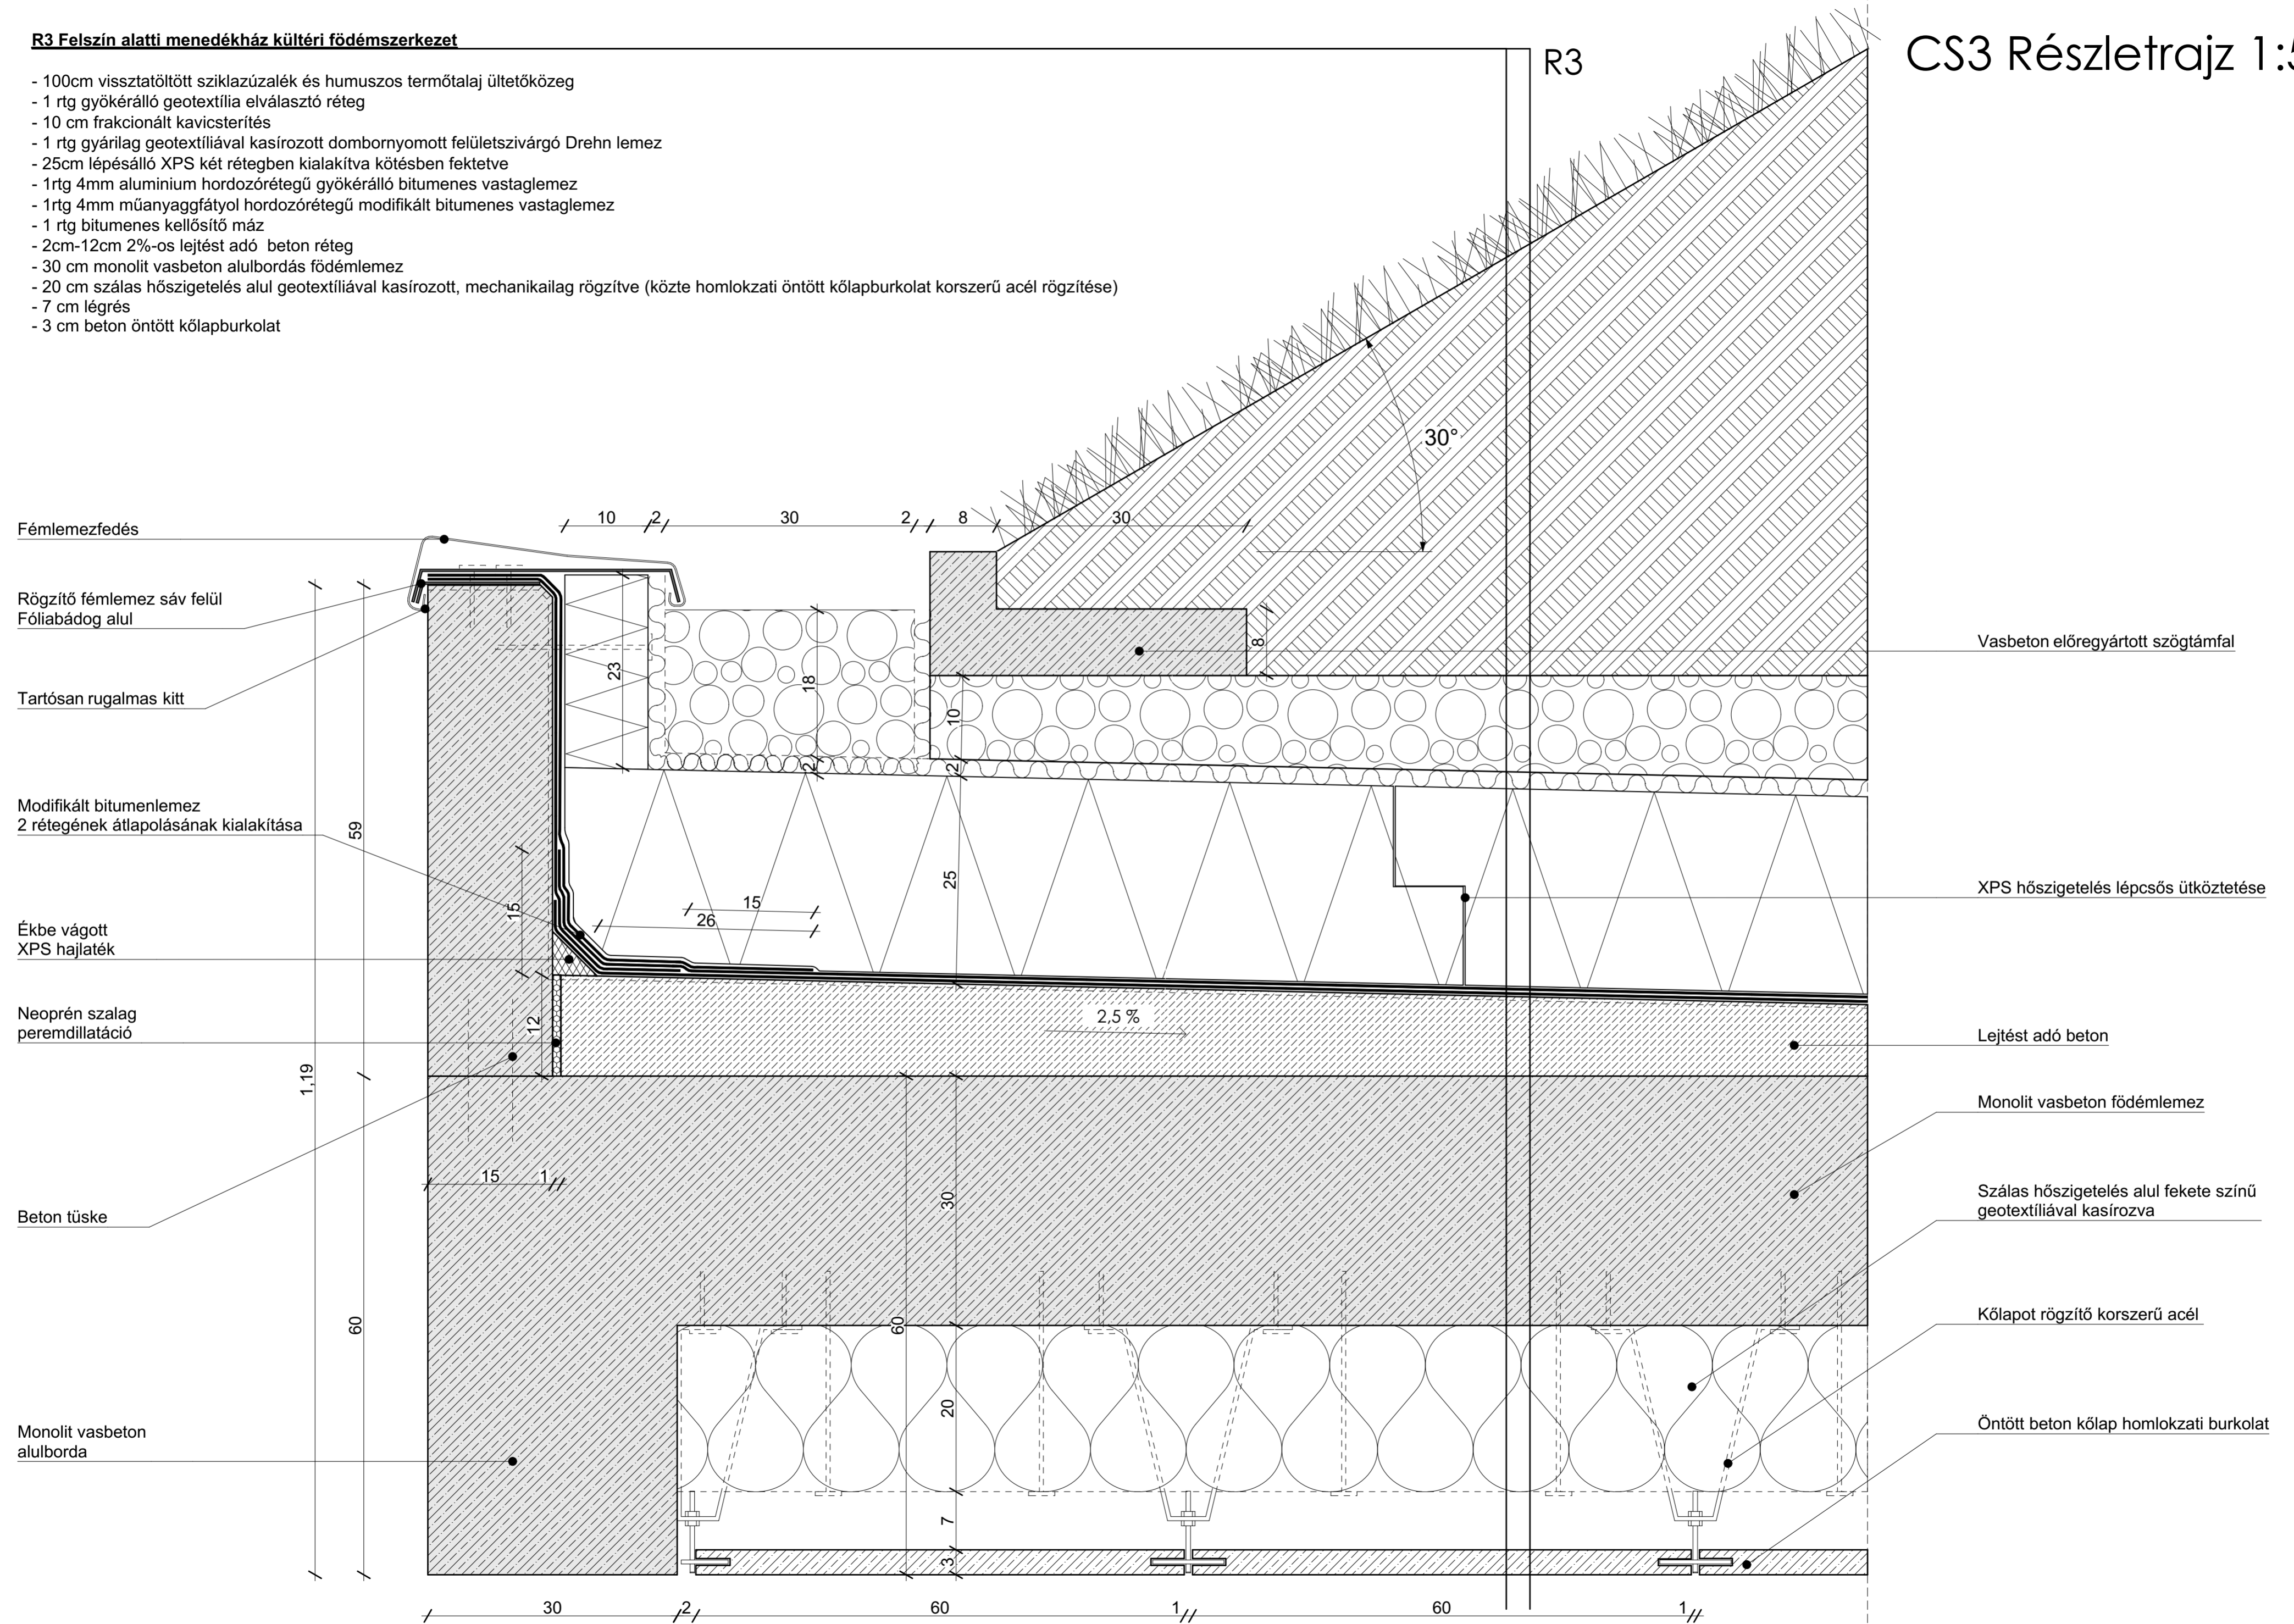 R3 Felszín alatti menedékház kültéri födémszerkezet
- 100cm vissztatöltött sziklazúzalék és humuszos termőtalaj ültetőközeg
- 1 rtg gyökérálló geotextília elválasztó réteg
- 10 cm frakcionált kavicsterítés
- 1 rtg gyárilag geotextíliával kasírozott dombornyomott felületszivárgó Drehn lemez
- 25cm lépésálló XPS két rétegben kialakítva kötésben fektetve
- 1rtg 4mm aluminium hordozórétegű gyökérálló bitumenes vastaglemez
- 1rtg 4mm műanyaggfátyol hordozórétegű modifikált bitumenes vastaglemez
- 1 rtg bitumenes kellősítő máz
- 2cm-12cm 2%-os lejtést adó beton réteg
- 30 cm monolit vasbeton alulbordás födémlemez
- 20 cm szálas hőszigetelés alul geotextíliával kasírozott, mechanikailag rögzítve (közte homlokzati öntött kőlapburkolat korszerű acél rögzítése)
- 7 cm légrés
- 3 cm beton öntött kőlapburkolat
R3
CS3 Részletrajz 1:5
30°
10 2 30 2 8 30
Fémlemezfedés
Rögzítő fémlemez sáv felül
Fóliabádog alul
Tartósan rugalmas kitt
Modifikált bitumenlemez
2 rétegének átlapolásának kialakítása
Ékbe vágott
XPS hajlaték
Neoprén szalag
peremdillatáció
Beton tüske
Monolit vasbeton
alulborda
1,19
59
60
23
18
2
10
2
8
25
15
15
26
12
2,5 %
15 1
30
60
20
7
3
30 2 60 1 60 1
Vasbeton előregyártott szögtámfal
XPS hőszigetelés lépcsős ütköztetése
Lejtést adó beton
Monolit vasbeton födémlemez
Szálas hőszigetelés alul fekete színű
geotextíliával kasírozva
Kőlapot rögzítő korszerű acél
Öntött beton kőlap homlokzati burkolat